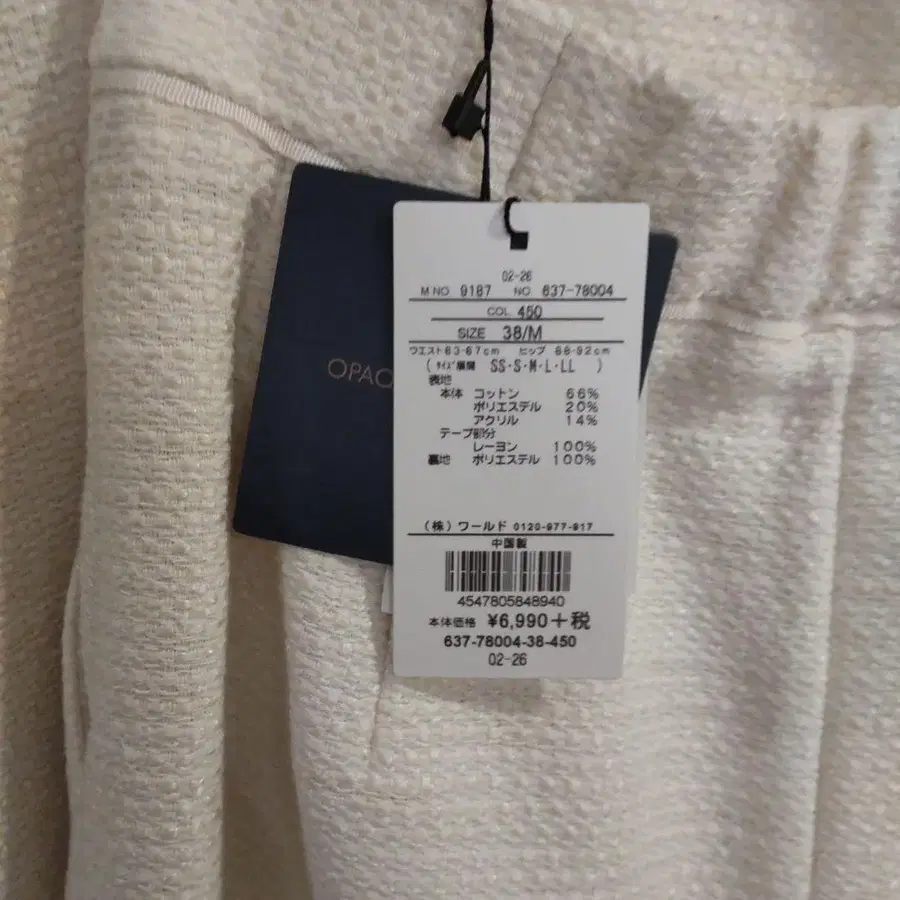 OPAC
02-26
M NO 9187 NO 637-78004
COL 450
SIZE 38/M
ウエスト63-67cm ヒップ 88-92cm
(サイズ展開 SS・S・M・L・LL )
表地
本体 コットン 66%
ポリエステル 20%
アクリル 14%
テープ部分
レーヨン 100%
裏地 ポリエステル 100%
(株)ワールド 0120-977-917
中国製
4547805848940
本体価格 ¥6,990+税
637-78004-38-450
02-26